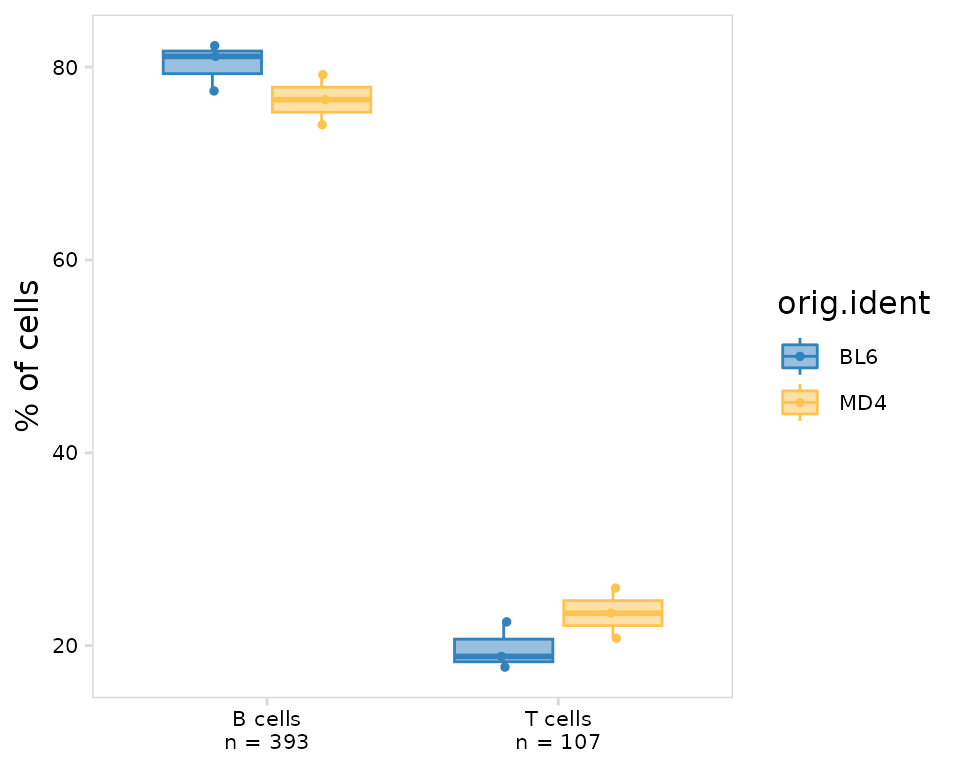 % of cells
80
60
40
20
B cells
n = 393
T cells
n = 107
orig.ident
BL6
MD4